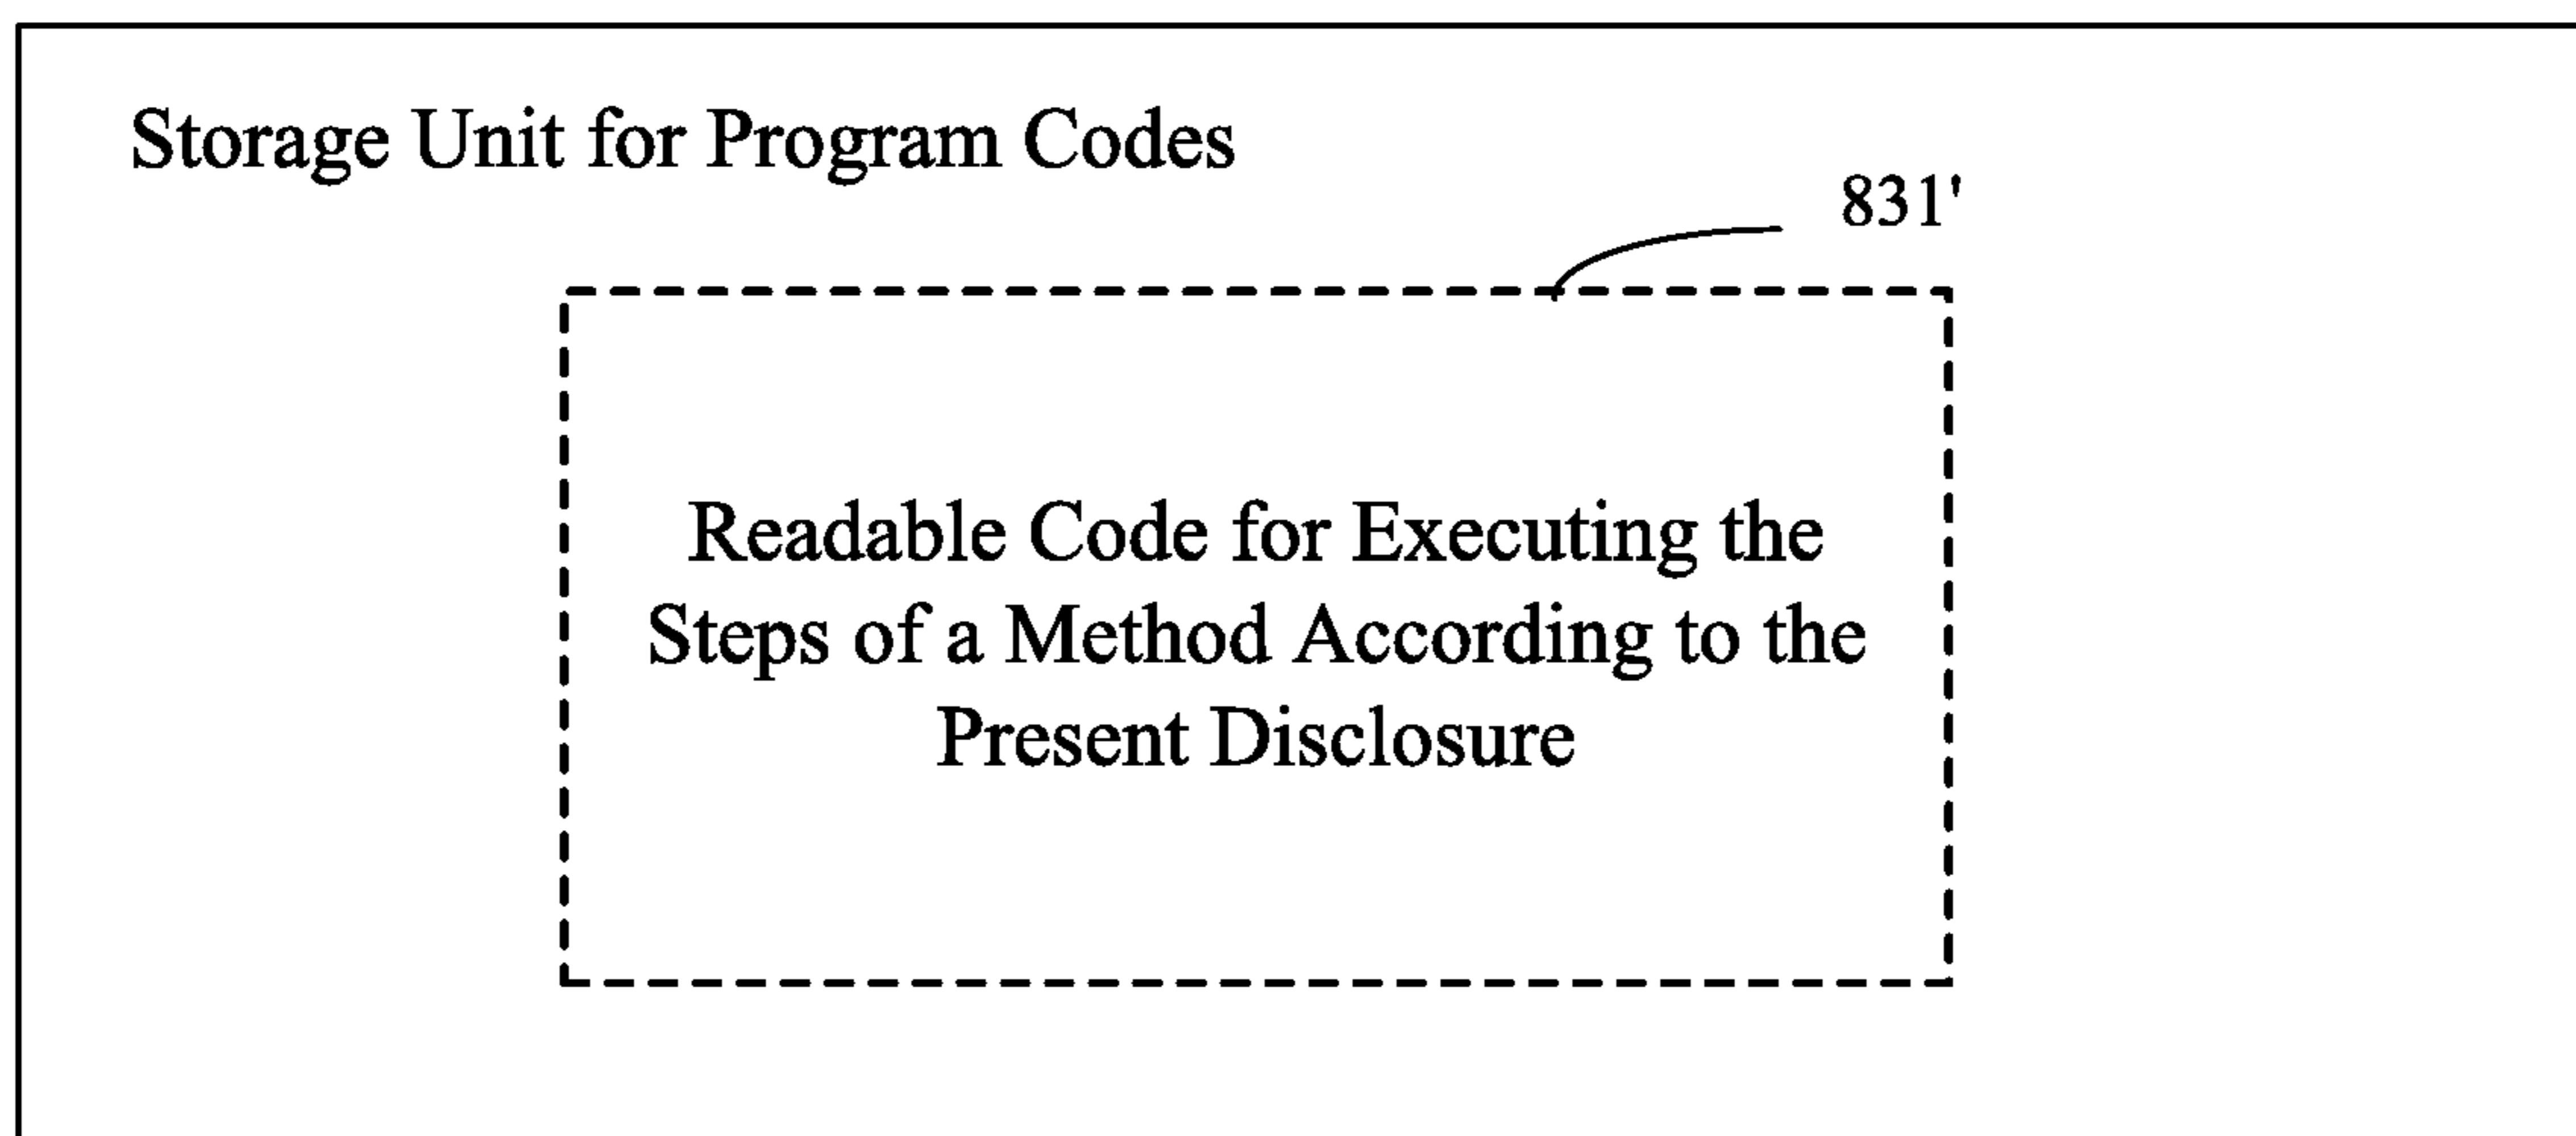 Storage Unit for Program Codes
831'
Readable Code for Executing the
Steps of a Method According to the
Present Disclosure